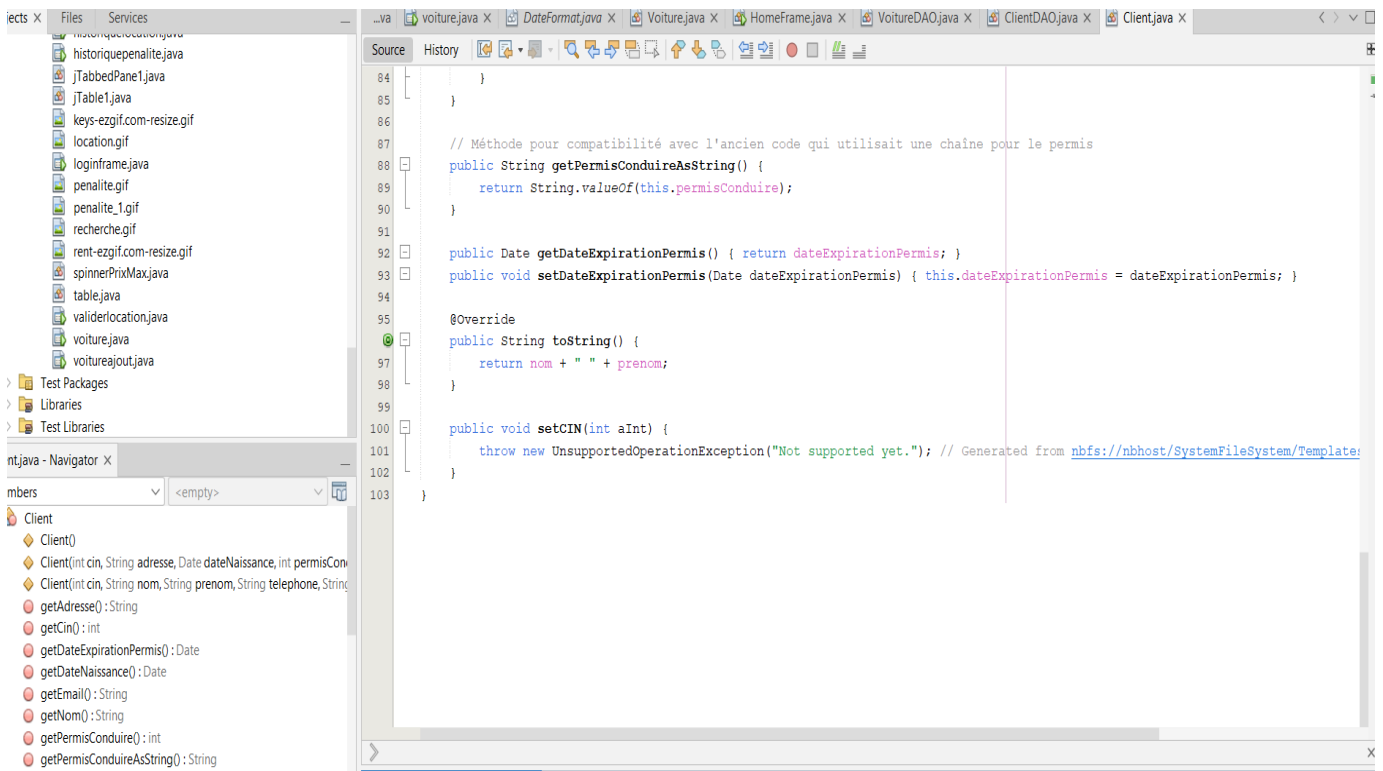 jects Files Services
historiquelocation.java
historiquepenalite.java
jTabbedPane1.java
jTable1.java
keys-ezgif.com-resize.gif
location.gif
loginframe.java
penalite.gif
penalite_1.gif
recherche.gif
rent-ezgif.com-resize.gif
spinnerPrixMax.java
table.java
validerlocation.java
voiture.java
voitureajout.java
Test Packages
Libraries
Test Libraries
nt.java - Navigator
mbers <empty>
Client
Client()
Client(int cin, String adresse, Date dateNaissance, int permisCon
Client(int cin, String nom, String prenom, String telephone, String
getAdresse() : String
getCin() : int
getDateExpirationPermis() : Date
getDateNaissance() : Date
getEmail() : String
getNom() : String
getPermisConduire() : int
getPermisConduireAsString() : String
...va voiture.java DateFormat.java Voiture.java HomeFrame.java VoitureDAO.java ClientDAO.java Client.java
Source History
84 }
85 }
86
87 // Méthode pour compatibilité avec l'ancien code qui utilisait une chaîne pour le permis
88 public String getPermisConduireAsString() {
89 return String.valueOf(this.permisConduire);
90 }
91
92 public Date getDateExpirationPermis() { return dateExpirationPermis; }
93 public void setDateExpirationPermis(Date dateExpirationPermis) { this.dateExpirationPermis = dateExpirationPermis; }
94
95 @Override
public String toString() {
97 return nom + " " + prenom;
98 }
99
100 public void setCIN(int aInt) {
101 throw new UnsupportedOperationException("Not supported yet."); // Generated from nbfs://nbhost/SystemFileSystem/Templates
102 }
103 }